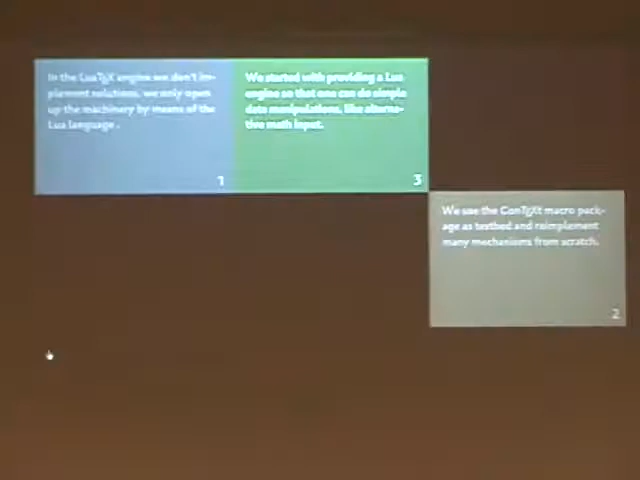 In the LuaTEX engine we don't im-
plement solutions, we only open
up the machinery by means of the
Lua language .
1
We started with providing a Lua
engine so that one can do simple
data manipulations, like alterna-
tive math input.
3
We use the ConTEXt macro pack-
age as testbed and reimplement
many mechanisms from scratch.
2